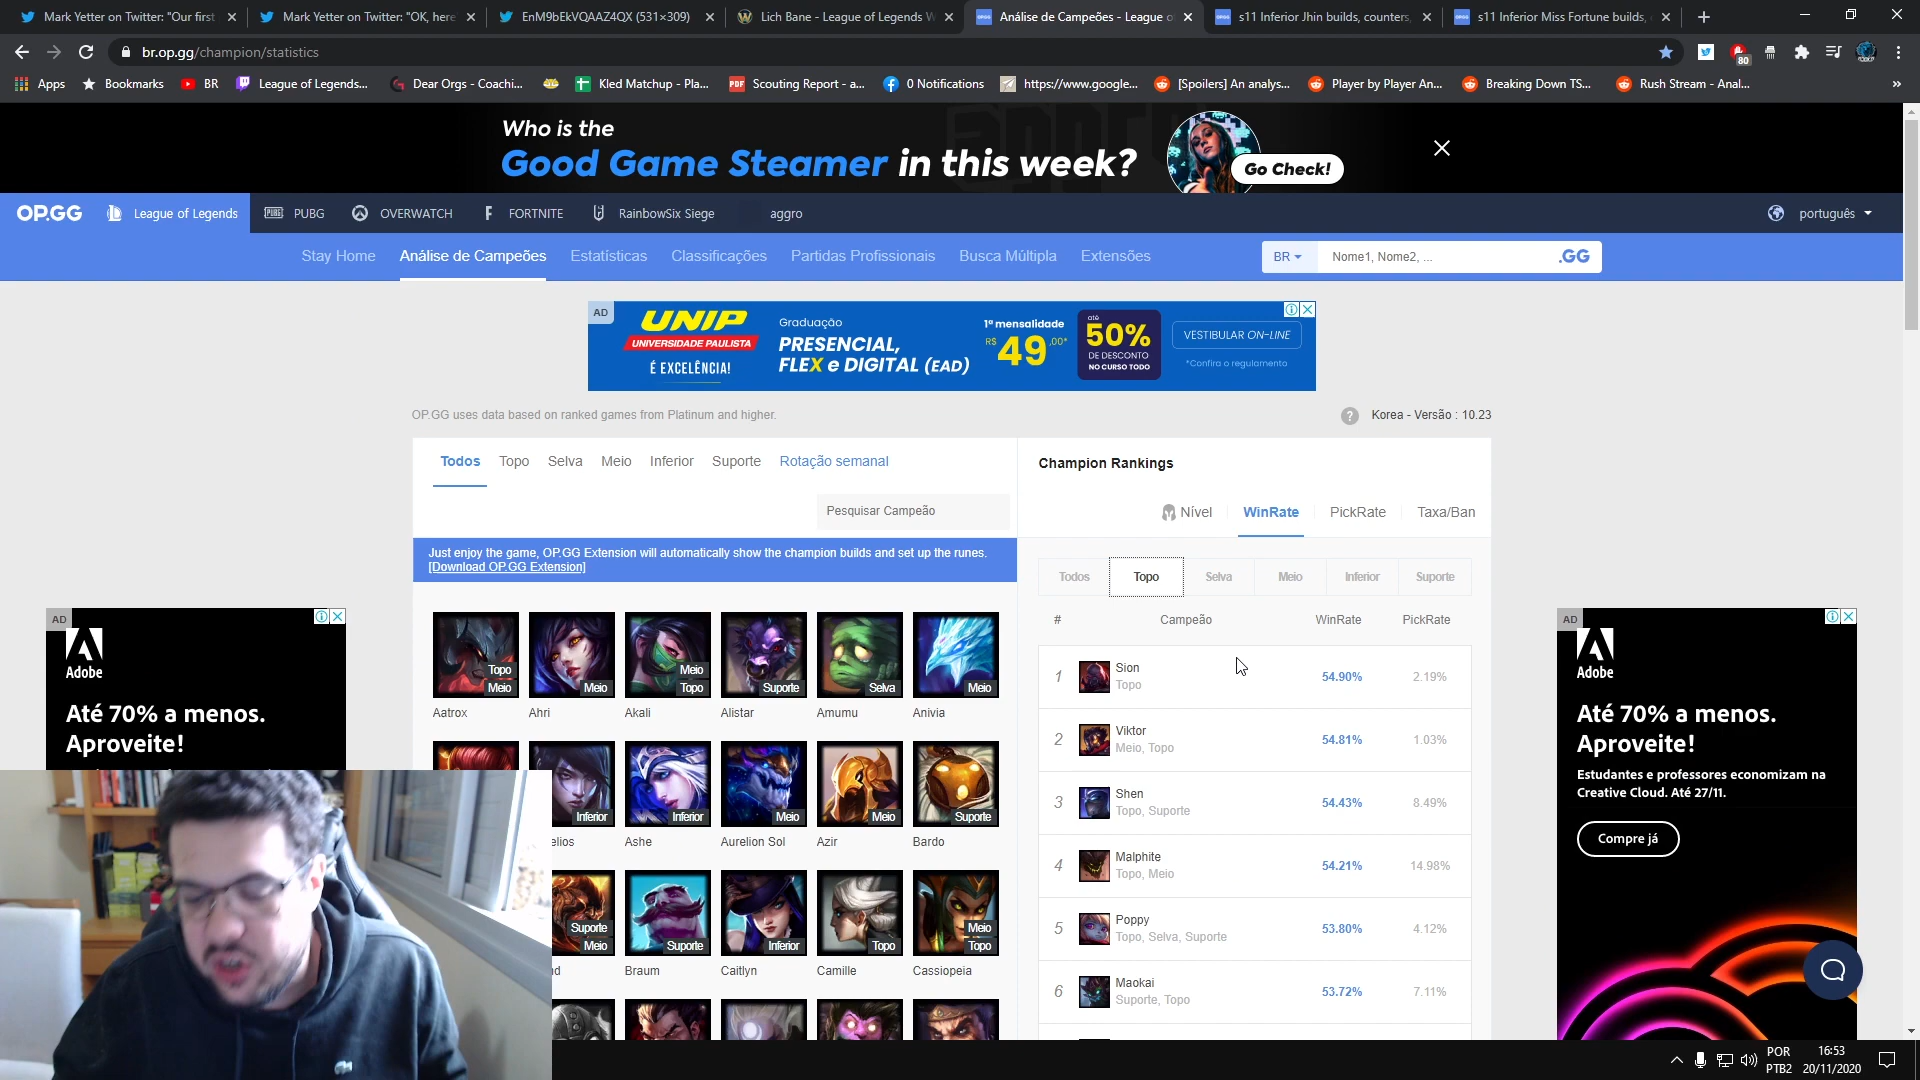 Mark Yetter on Twitter: "Our first
Mark Yetter on Twitter: "OK, here
EnM9bEkVQAAZ4QX (531×309)
Lich Bane - League of Legends W
Análise de Campeões - League o
s11 Inferior Jhin builds, counters,
s11 Inferior Miss Fortune builds,
br.op.gg/champion/statistics
80
Apps
Bookmarks
BR
League of Legends...
Dear Orgs - Coachi...
Kled Matchup - Pla...
PDF
Scouting Report - a...
0 Notifications
https://www.google...
[Spoilers] An analys...
Player by Player An...
Breaking Down TS...
Rush Stream - Anal...
Who is the
Good Game Steamer in this week?
Go Check!
OP.GG
League of Legends
PUBG
OVERWATCH
FORTNITE
RainbowSix Siege
aggro
português
Stay Home
Análise de Campeões
Estatísticas
Classificações
Partidas Profissionais
Busca Múltipla
Extensões
BR
Nome1, Nome2, ...
.GG
AD
UNIP
UNIVERSIDADE PAULISTA
É EXCELÊNCIA!
Graduação
PRESENCIAL,
FLEX e DIGITAL (EAD)
1ª mensalidade
R$ 49,00*
até
50%
DE DESCONTO
NO CURSO TODO
VESTIBULAR ON-LINE
*Confira o regulamento
OP.GG uses data based on ranked games from Platinum and higher.
? Korea - Versão : 10.23
Todos
Topo
Selva
Meio
Inferior
Suporte
Rotação semanal
Pesquisar Campeão
Just enjoy the game, OP.GG Extension will automatically show the champion builds and set up the runes.
[Download OP.GG Extension]
Topo
Meio
Aatrox
Meio
Ahri
Meio
Topo
Akali
Suporte
Alistar
Selva
Amumu
Meio
Anivia
Inferior
elios
Inferior
Ashe
Meio
Aurelion Sol
Meio
Azir
Suporte
Bardo
Suporte
Meio
nd
Suporte
Braum
Inferior
Caitlyn
Topo
Camille
Meio
Topo
Cassiopeia
Champion Rankings
Nível
WinRate
PickRate
Taxa/Ban
Todos
Topo
Selva
Meio
Inferior
Suporte
# Campeão WinRate PickRate
1 Sion 54.90% 2.19%
Topo
2 Viktor 54.81% 1.03%
Meio, Topo
3 Shen 54.43% 8.49%
Topo, Suporte
4 Malphite 54.21% 14.98%
Topo, Meio
5 Poppy 53.80% 4.12%
Topo, Selva, Suporte
6 Maokai 53.72% 7.11%
Suporte, Topo
AD
Adobe
Até 70% a menos.
Aproveite!
AD
Adobe
Até 70% a menos.
Aproveite!
Estudantes e professores economizam na
Creative Cloud. Até 27/11.
Compre já
POR
PTB2
16:53
20/11/2020